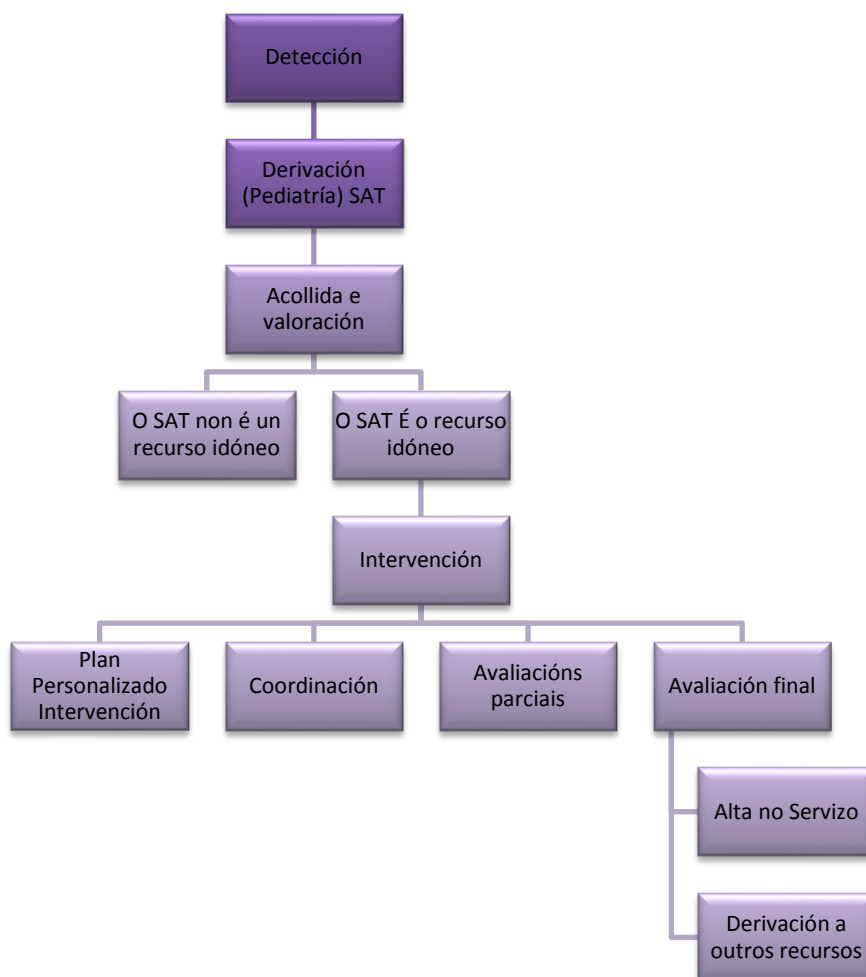 Detección
Derivación
(Pediatría) SAT
Acollida e
valoración
O SAT non é un
recurso idóneo
O SAT É o recurso
idóneo
Intervención
Plan
Personalizado
Intervención
Coordinación
Avaliacións
parciais
Avaliación final
Alta no Servizo
Derivación a
outros recursos